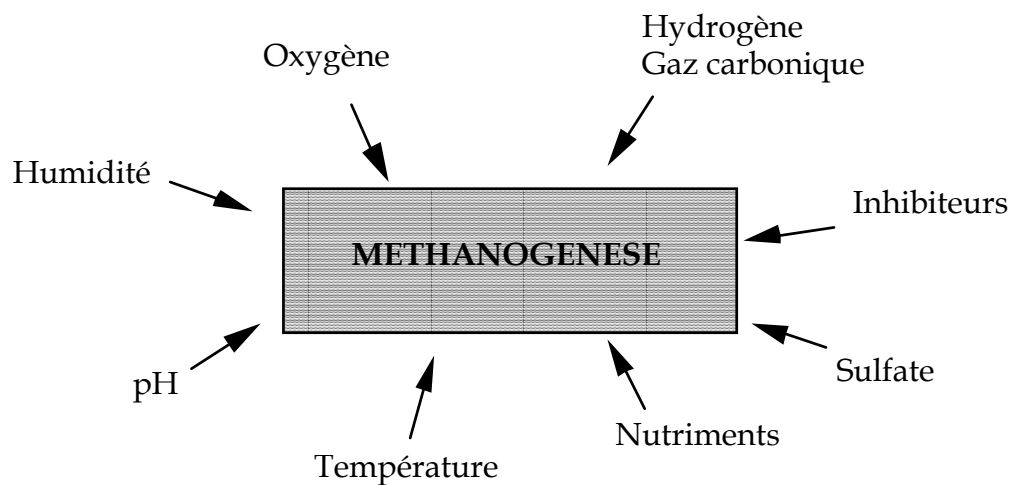 Hydrogène
Gaz carbonique
Oxygène
Humidité
Inhibiteurs
METHANOGENESE
pH
Sulfate
Nutriments
Température